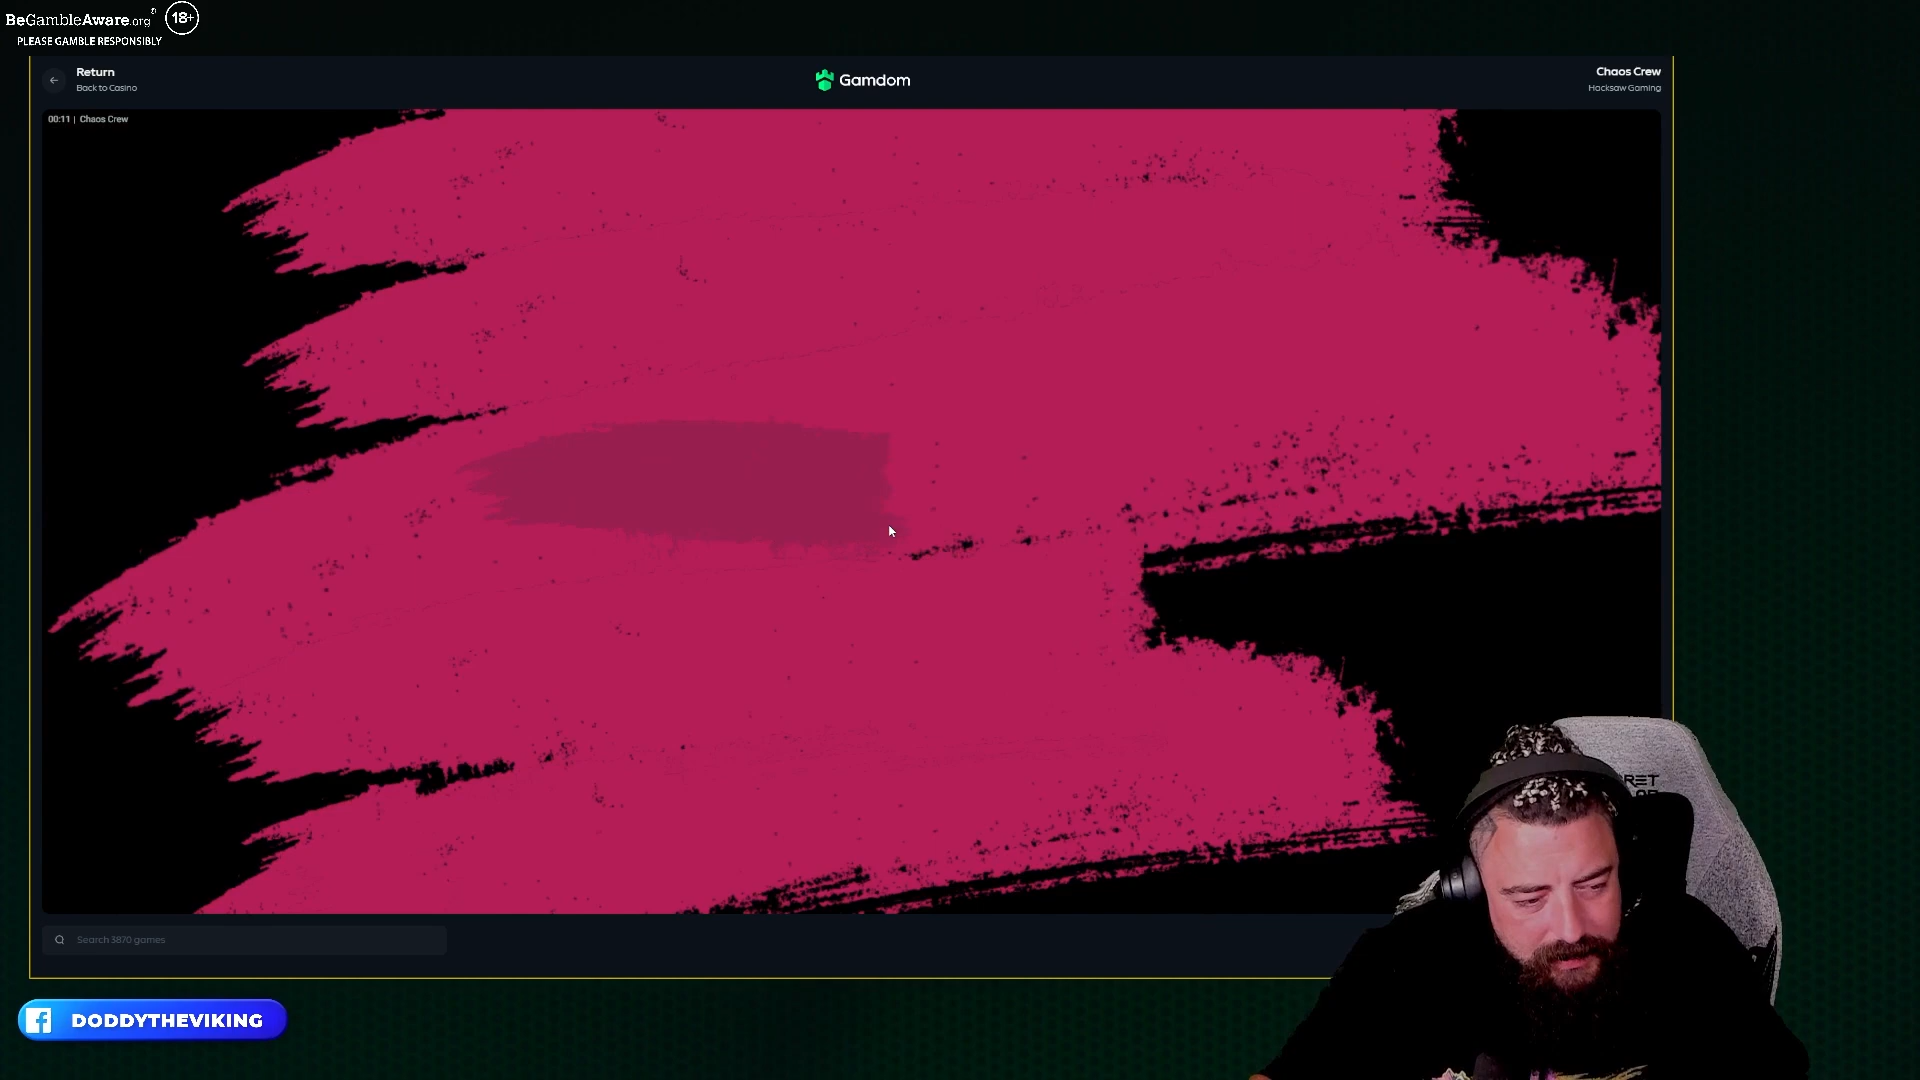 BeGambleAware.org®
18+
PLEASE GAMBLE RESPONSIBLY
Return
Back to Casino
Gamdom
Chaos Crew
Hacksaw Gaming
00:11 | Chaos Crew
Search 3870 games
DODDYTHEVIKING